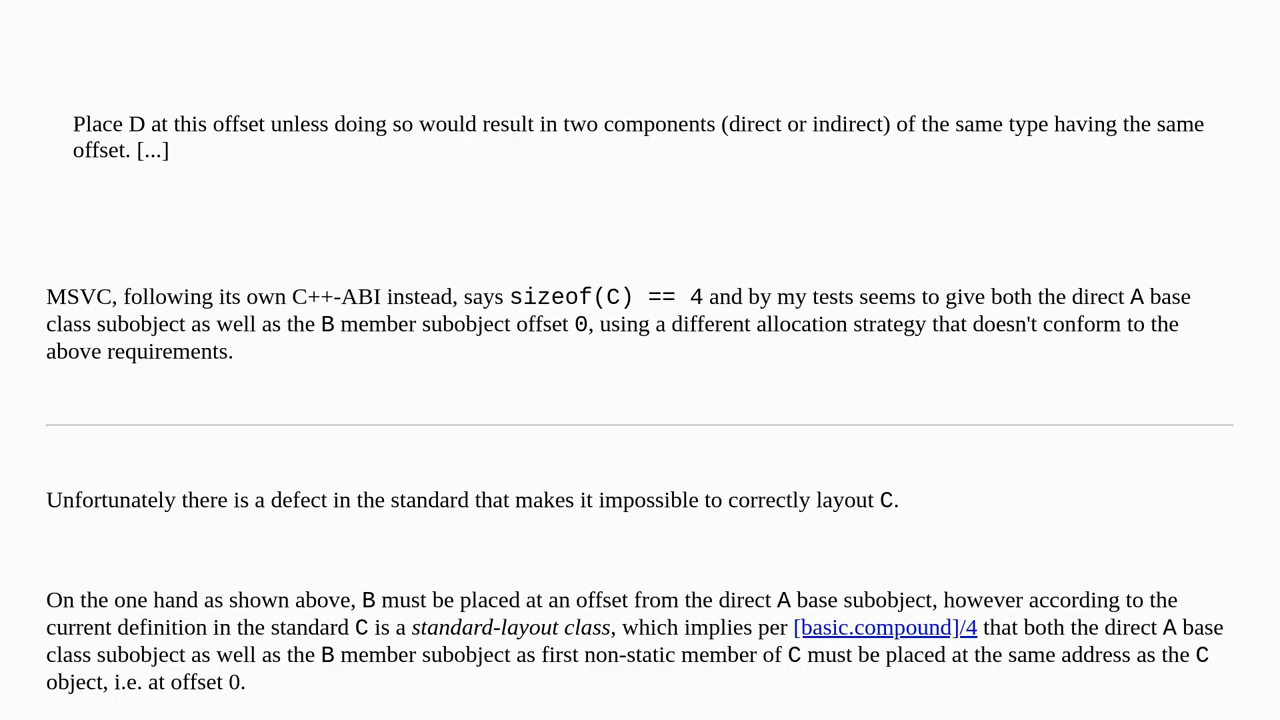 Place D at this offset unless doing so would result in two components (direct or indirect) of the same type having the same
offset. [...]
MSVC, following its own C++-ABI instead, says sizeof(C) == 4 and by my tests seems to give both the direct A base
class subobject as well as the B member subobject offset 0, using a different allocation strategy that doesn't conform to the
above requirements.
Unfortunately there is a defect in the standard that makes it impossible to correctly layout C.
On the one hand as shown above, B must be placed at an offset from the direct A base subobject, however according to the
current definition in the standard C is a standard-layout class, which implies per [basic.compound]/4 that both the direct A base
class subobject as well as the B member subobject as first non-static member of C must be placed at the same address as the C
object, i.e. at offset 0.